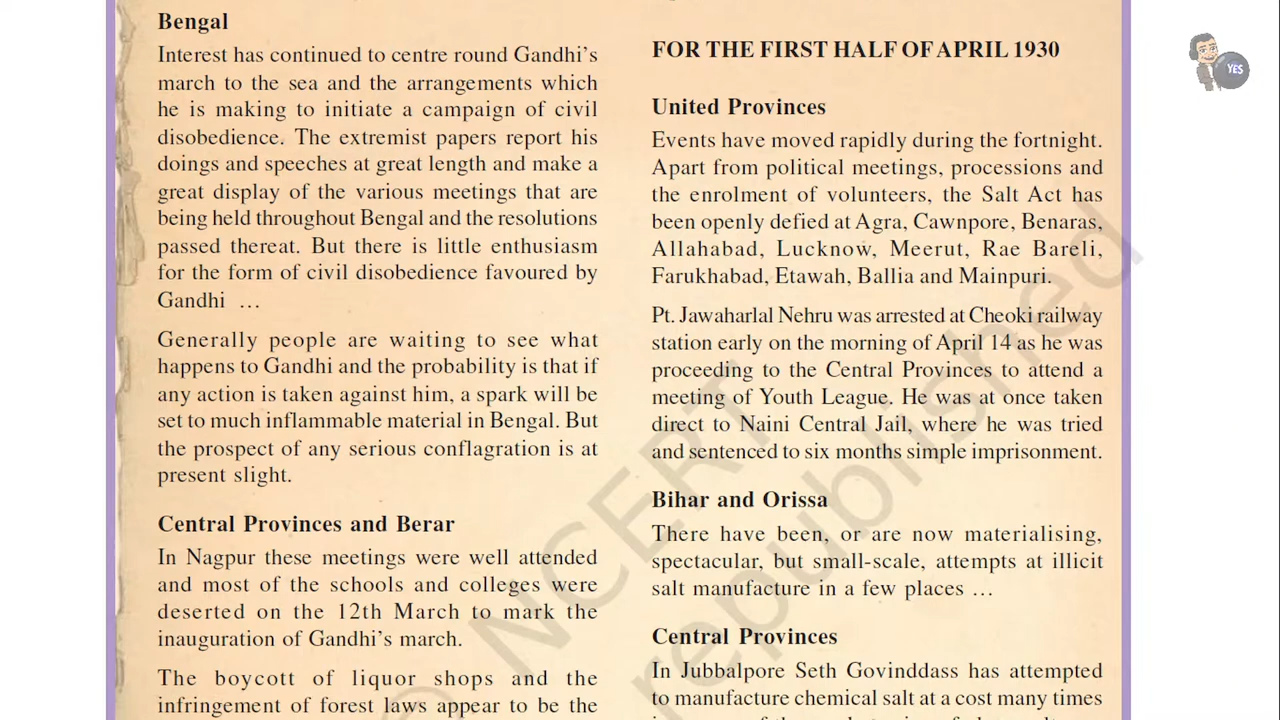 Bengal
Interest has continued to centre round Gandhi's
march to the sea and the arrangements which
he is making to initiate a campaign of civil
disobedience. The extremist papers report his
doings and speeches at great length and make a
great display of the various meetings that are
being held throughout Bengal and the resolutions
passed thereat. But there is little enthusiasm
for the form of civil disobedience favoured by
Gandhi ...
Generally people are waiting to see what
happens to Gandhi and the probability is that if
any action is taken against him, a spark will be
set to much inflammable material in Bengal. But
the prospect of any serious conflagration is at
present slight.
Central Provinces and Berar
In Nagpur these meetings were well attended
and most of the schools and colleges were
deserted on the 12th March to mark the
inauguration of Gandhi's march.
The boycott of liquor shops and the
infringement of forest laws appear to be the
FOR THE FIRST HALF OF APRIL 1930
United Provinces
Events have moved rapidly during the fortnight.
Apart from political meetings, processions and
the enrolment of volunteers, the Salt Act has
been openly defied at Agra, Cawnpore, Benaras,
Allahabad, Lucknow, Meerut, Rae Bareli,
Farukhabad, Etawah, Ballia and Mainpuri.
Pt. Jawaharlal Nehru was arrested at Cheoki railway
station early on the morning of April 14 as he was
proceeding to the Central Provinces to attend a
meeting of Youth League. He was at once taken
direct to Naini Central Jail, where he was tried
and sentenced to six months simple imprisonment.
Bihar and Orissa
There have been, or are now materialising,
spectacular, but small-scale, attempts at illicit
salt manufacture in a few places ...
Central Provinces
In Jubbalpore Seth Govinddass has attempted
to manufacture chemical salt at a cost many times
YES
© NCERT
republished